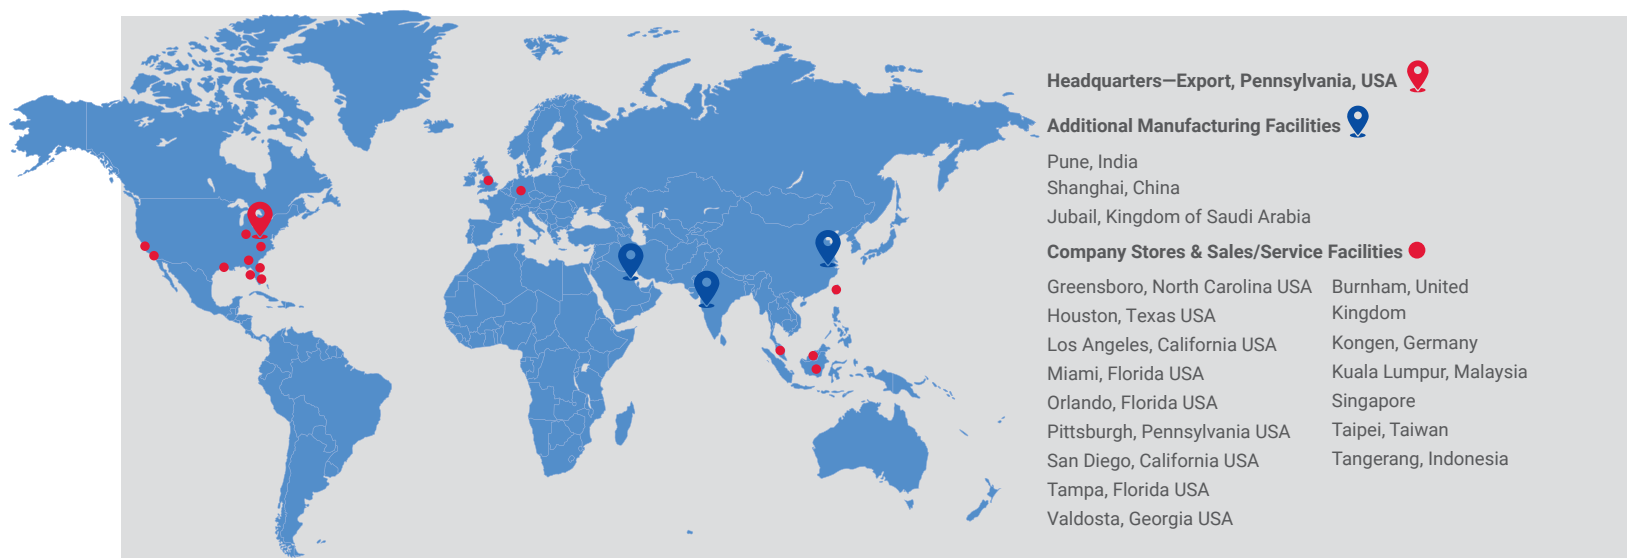 Headquarters—Export, Pennsylvania, USA
Additional Manufacturing Facilities
Pune, India
Shanghai, China
Jubail, Kingdom of Saudi Arabia
Company Stores & Sales/Service Facilities
Greensboro, North Carolina USA
Houston, Texas USA
Los Angeles, California USA
Miami, Florida USA
Orlando, Florida USA
Pittsburgh, Pennsylvania USA
San Diego, California USA
Tampa, Florida USA
Valdosta, Georgia USA
Burnham, United
Kingdom
Kongen, Germany
Kuala Lumpur, Malaysia
Singapore
Taipei, Taiwan
Tangerang, Indonesia